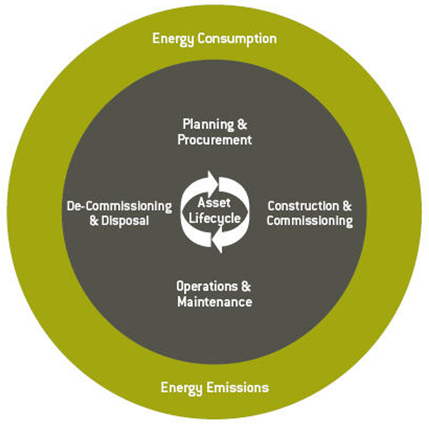 Energy Consumption
Planning &
Procurement
De-Commissioning
& Disposal
Asset
Lifecycle
Construction &
Commissioning
Operations &
Maintenance
Energy Emissions